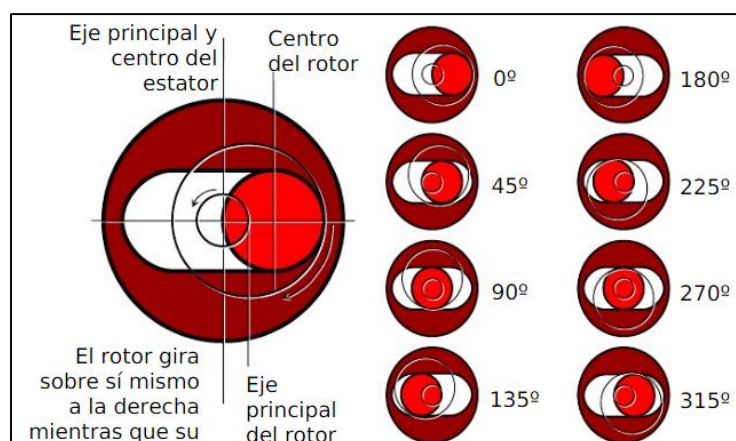 Eje principal y
centro del
estator
Centro
del rotor
El rotor gira
sobre sí mismo
a la derecha
mientras que su
Eje
principal
del rotor
0º
180º
45º
225º
90º
270º
135º
315º